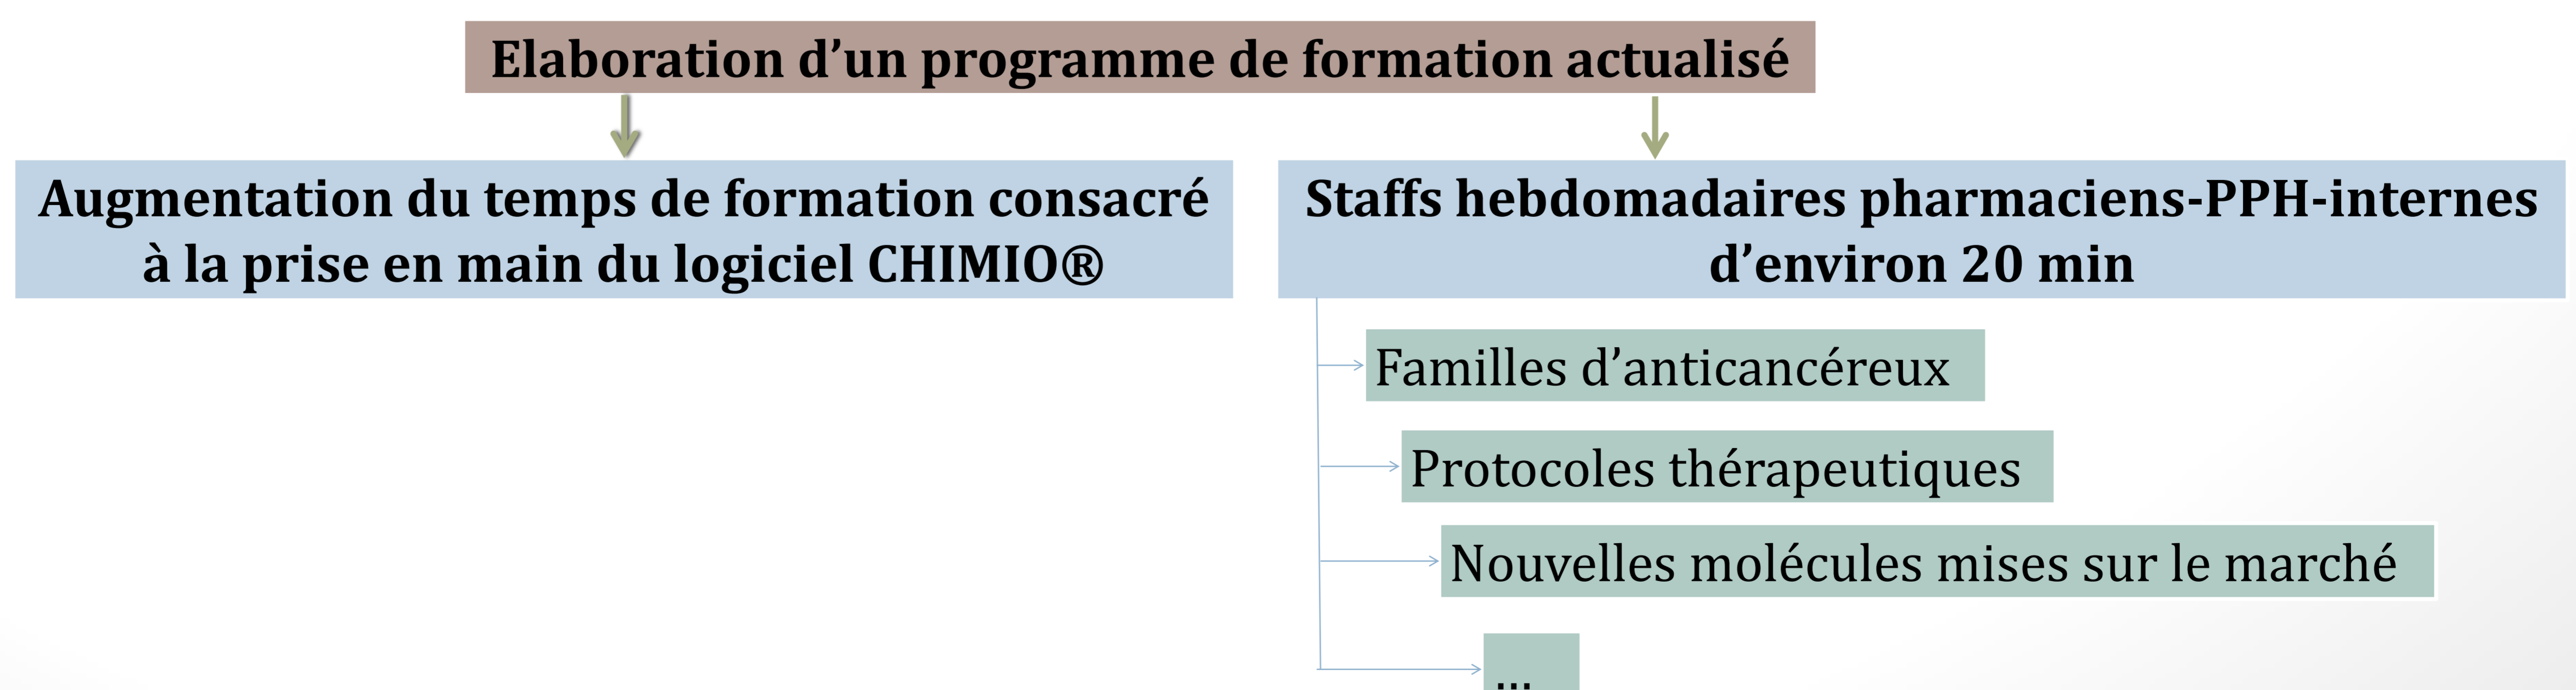 Elaboration d’un programme de formation actualisé
Augmentation du temps de formation consacré
à la prise en main du logiciel CHIMIO®
Staffs hebdomadaires pharmaciens-PPH-internes
d’environ 20 min
Familles d’anticancéreux
Protocoles thérapeutiques
Nouvelles molécules mises sur le marché
...